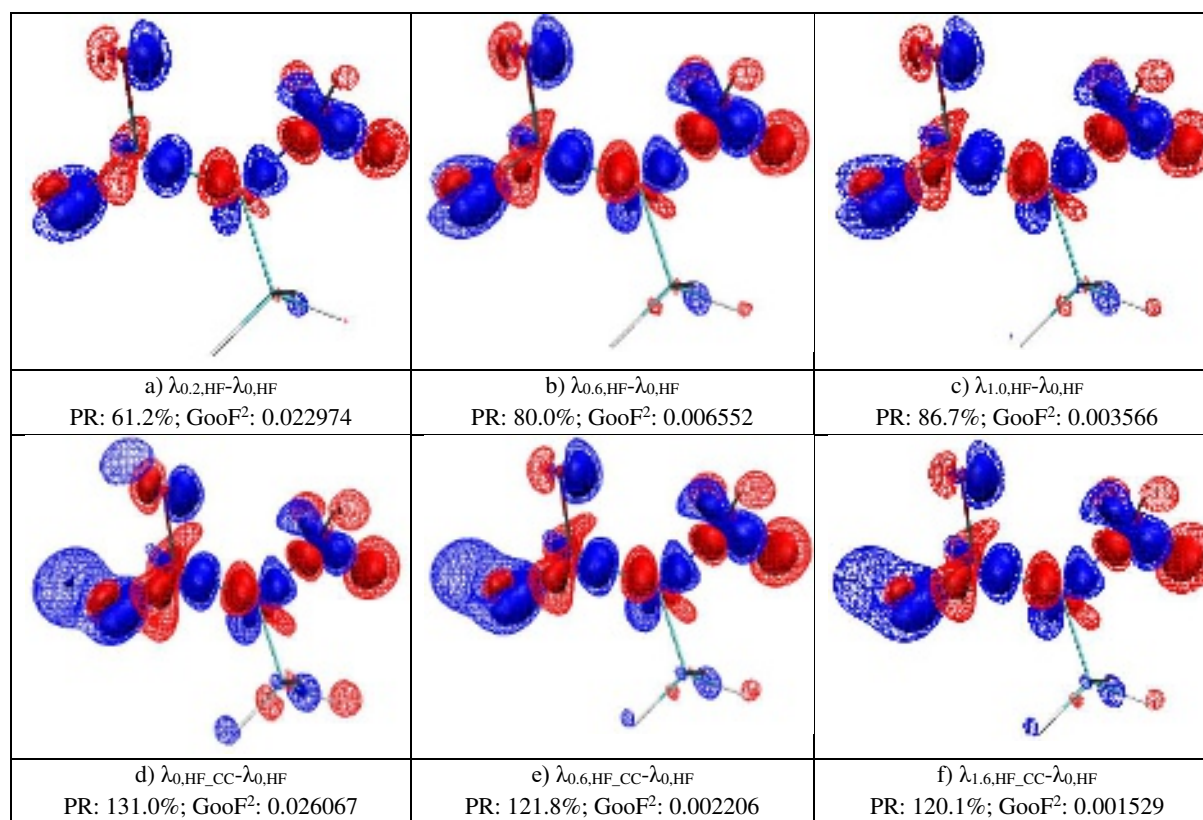 a) λ0.2,HF-λ0,HF
PR: 61.2%; GooF²: 0.022974
b) λ0.6,HF-λ0,HF
PR: 80.0%; GooF²: 0.006552
c) λ1.0,HF-λ0,HF
PR: 86.7%; GooF²: 0.003566
d) λ0,HF_CC-λ0,HF
PR: 131.0%; GooF²: 0.026067
e) λ0.6,HF_CC-λ0,HF
PR: 121.8%; GooF²: 0.002206
f) λ1.6,HF_CC-λ0,HF
PR: 120.1%; GooF²: 0.001529